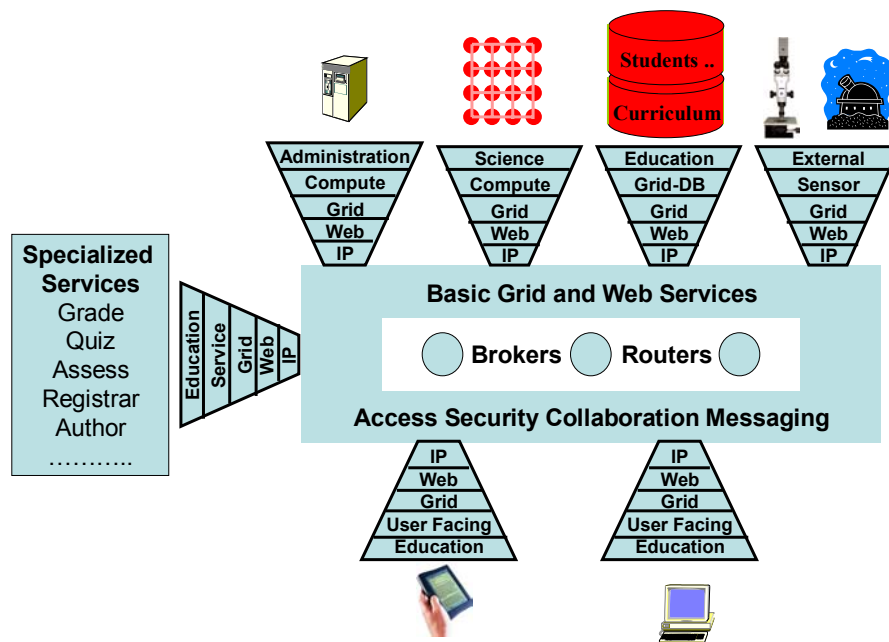 Students ..
Curriculum
Administration
Compute
Grid
Web
IP
Science
Compute
Grid
Web
IP
Education
Grid-DB
Grid
Web
IP
External
Sensor
Grid
Web
IP
Specialized
Services
Grade
Quiz
Assess
Registrar
Author
………..
Education
Service
Grid
Web
IP
Basic Grid and Web Services
Brokers
Routers
Access Security Collaboration Messaging
IP
Web
Grid
User Facing
Education
IP
Web
Grid
User Facing
Education